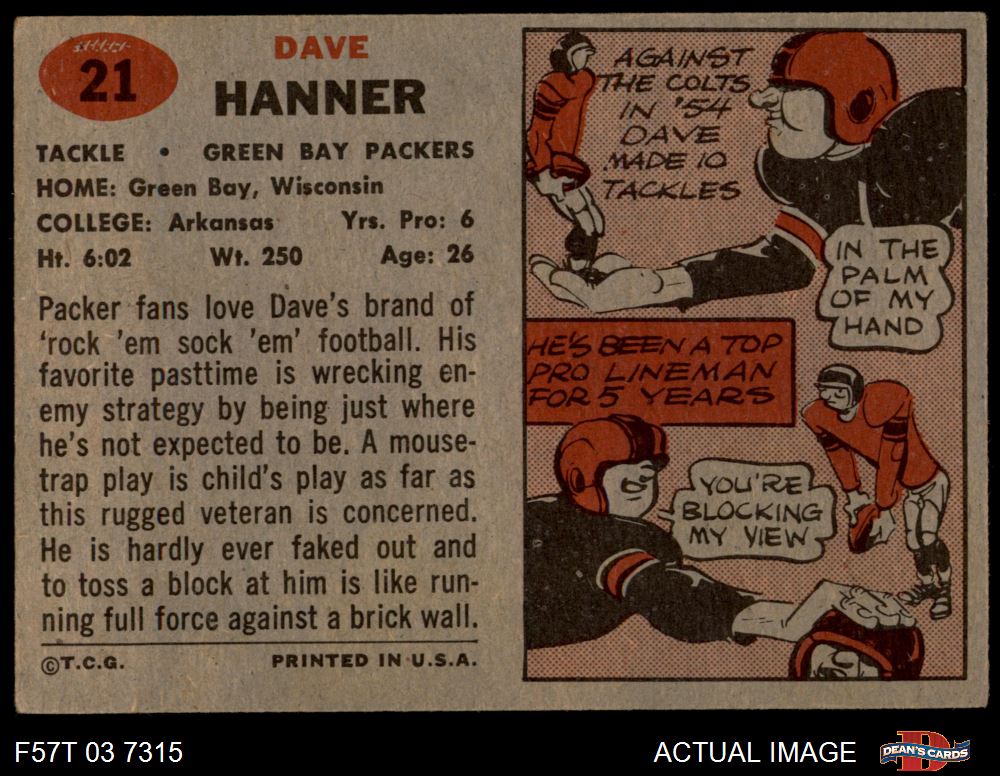 21
DAVE
HANNER
TACKLE • GREEN BAY PACKERS
HOME: Green Bay, Wisconsin
COLLEGE: Arkansas Yrs. Pro: 6
Ht. 6:02 Wt. 250 Age: 26
Packer fans love Dave's brand of
'rock 'em sock 'em' football. His
favorite pasttime is wrecking en-
emy strategy by being just where
he's not expected to be. A mouse-
trap play is child's play as far as
this rugged veteran is concerned.
He is hardly ever faked out and
to toss a block at him is like run-
ning full force against a brick wall.
©T.C.G. PRINTED IN U.S.A.
AGAINST
THE COLTS
IN '54
DAVE
MADE 10
TACKLES
IN THE
PALM
OF MY
HAND
HE'S BEEN A TOP
PRO LINEMAN
FOR 5 YEARS
YOU'RE
BLOCKING
MY VIEW
F57T 03 7315
ACTUAL IMAGE
D
DEAN'S CARDS